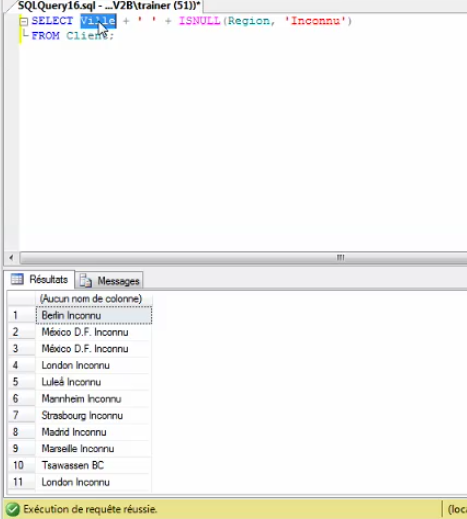 SQLQuery16.sql - ...V2B\trainer (51))*
SELECT Ville + ' ' + ISNULL(Region, 'Inconnu')
FROM Client;
Résultats Messages
(Aucun nom de colonne)
1 Berlin Inconnu
2 México D.F. Inconnu
3 México D.F. Inconnu
4 London Inconnu
5 Luleå Inconnu
6 Mannheim Inconnu
7 Strasbourg Inconnu
8 Madrid Inconnu
9 Marseille Inconnu
10 Tsawassen BC
11 London Inconnu
Exécution de requête réussie. (loc